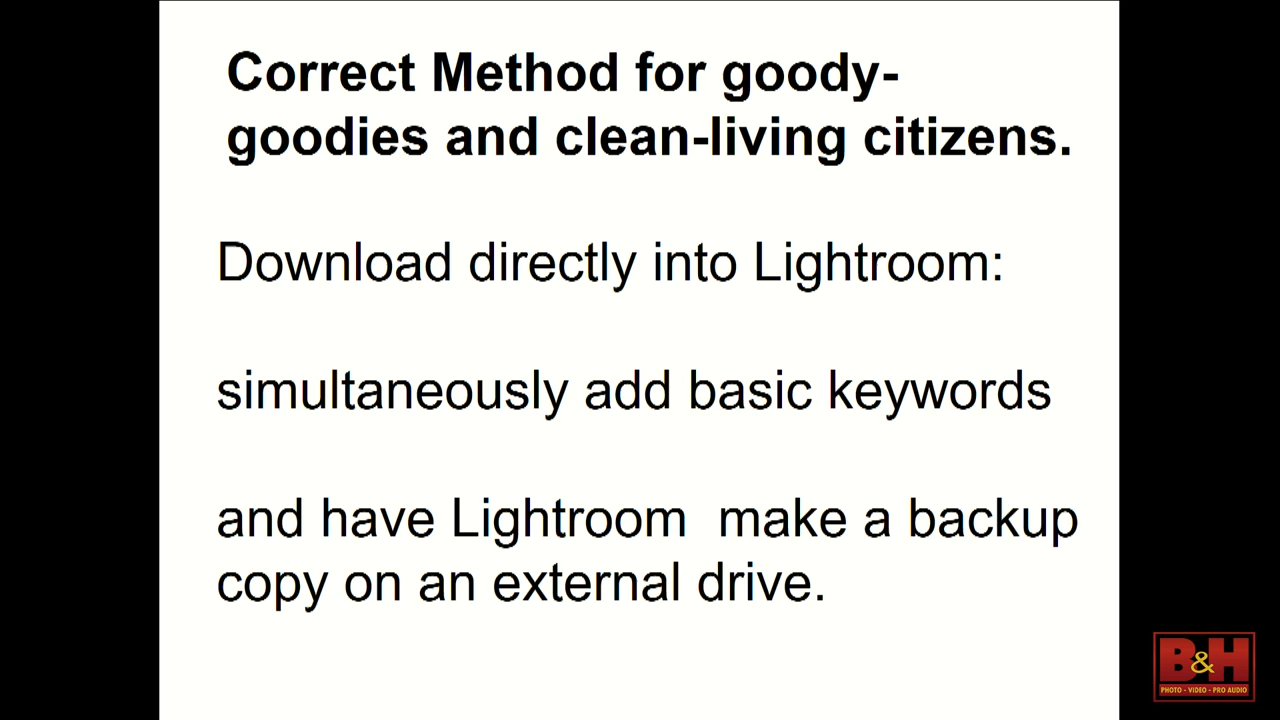 Correct Method for goody-
goodies and clean-living citizens.
Download directly into Lightroom:
simultaneously add basic keywords
and have Lightroom  make a backup
copy on an external drive.
B&H
PHOTO - VIDEO - PRO AUDIO